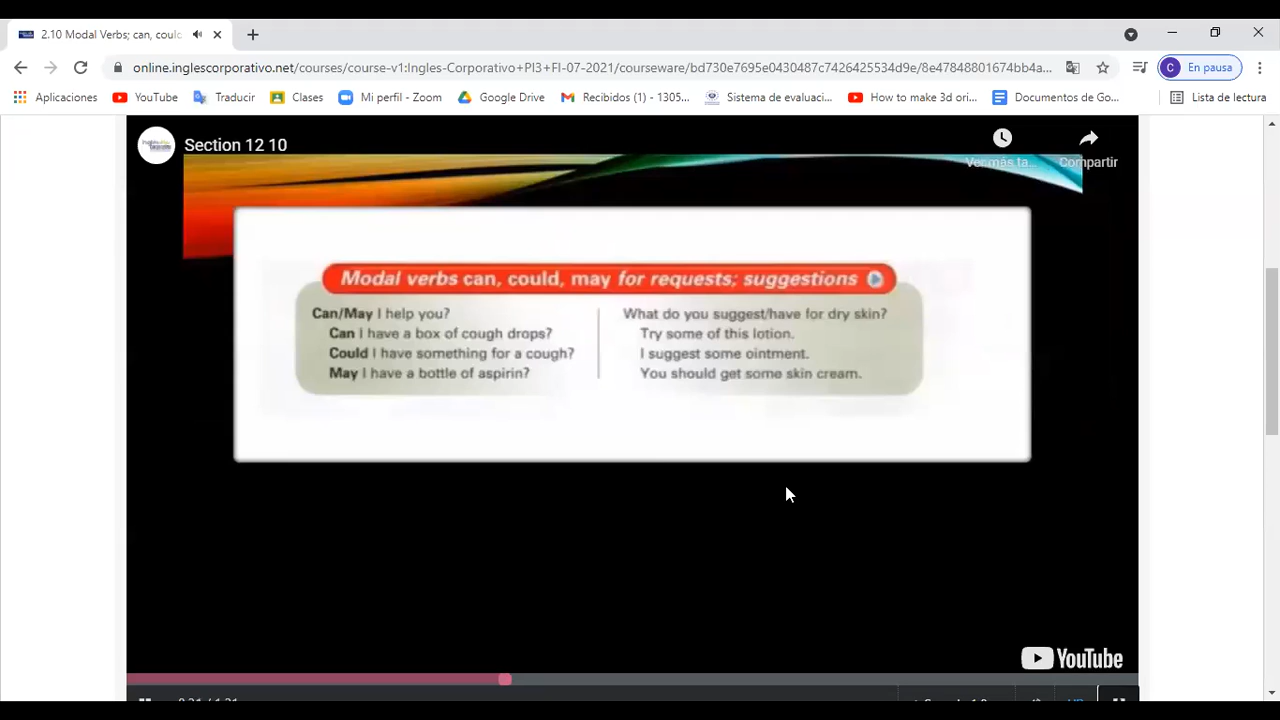 2.10 Modal Verbs; can, could
online.inglescorporativo.net/courses/course-v1:Ingles-Corporativo+PI3+FI-07-2021/courseware/bd730e7695e0430487c7426425534d9e/8e47848801674bb4a...
C En pausa
Aplicaciones YouTube Traducir Clases Mi perfil - Zoom Google Drive Recibidos (1) - 1305... Sistema de evaluaci... How to make 3d ori... Documentos de Go... Lista de lectura
Section 12 10
Ver más ta... Compartir
Modal verbs can, could, may for requests; suggestions
Can/May I help you?
Can I have a box of cough drops?
Could I have something for a cough?
May I have a bottle of aspirin?
What do you suggest/have for dry skin?
Try some of this lotion.
I suggest some ointment.
You should get some skin cream.
YouTube